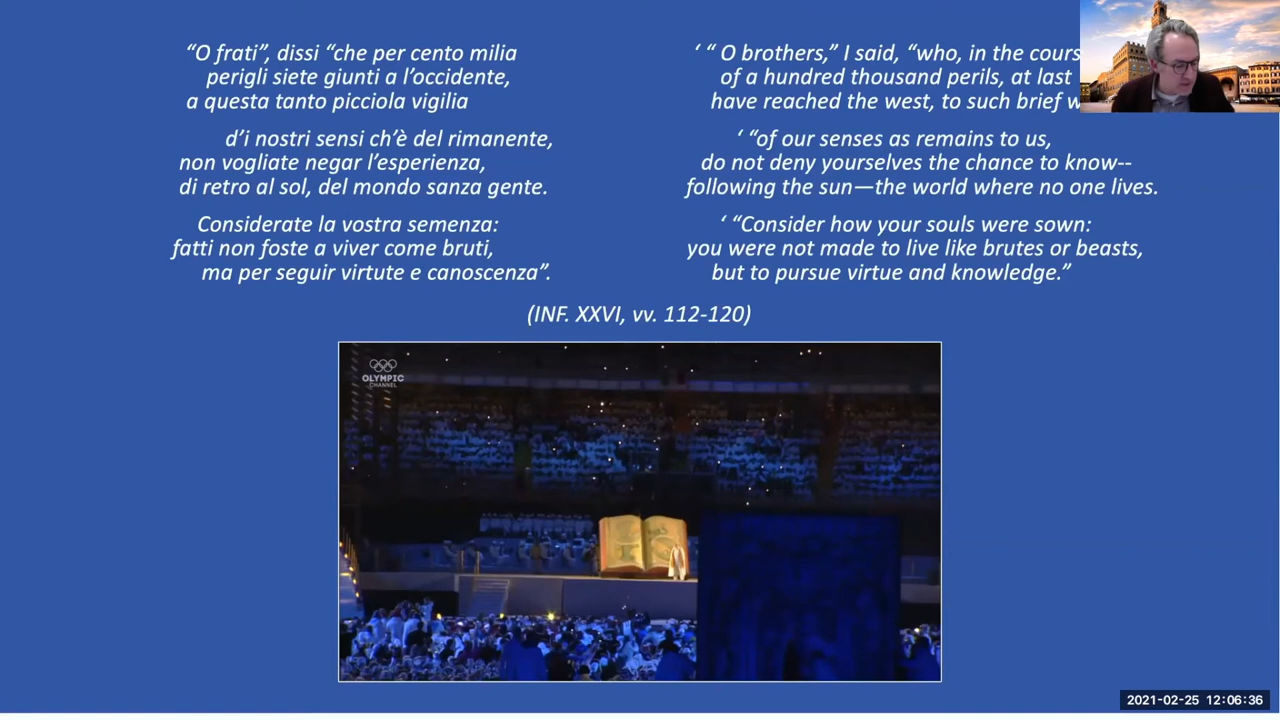 “O frati”, dissi “che per cento milia
perigli siete giunti a l’occidente,
a questa tanto picciola vigilia
d’i nostri sensi ch’è del rimanente,
non vogliate negar l’esperienza,
di retro al sol, del mondo sanza gente.
Considerate la vostra semenza:
fatti non foste a viver come bruti,
ma per seguir virtute e canoscenza”.
‘ “ O brothers,” I said, “who, in the cours
of a hundred thousand perils, at last
have reached the west, to such brief w
‘ “of our senses as remains to us,
do not deny yourselves the chance to know--
following the sun—the world where no one lives.
‘ “Consider how your souls were sown:
you were not made to live like brutes or beasts,
but to pursue virtue and knowledge.”
(INF. XXVI, vv. 112-120)
OLYMPIC
CHANNEL
2021-02-25 12:06:36